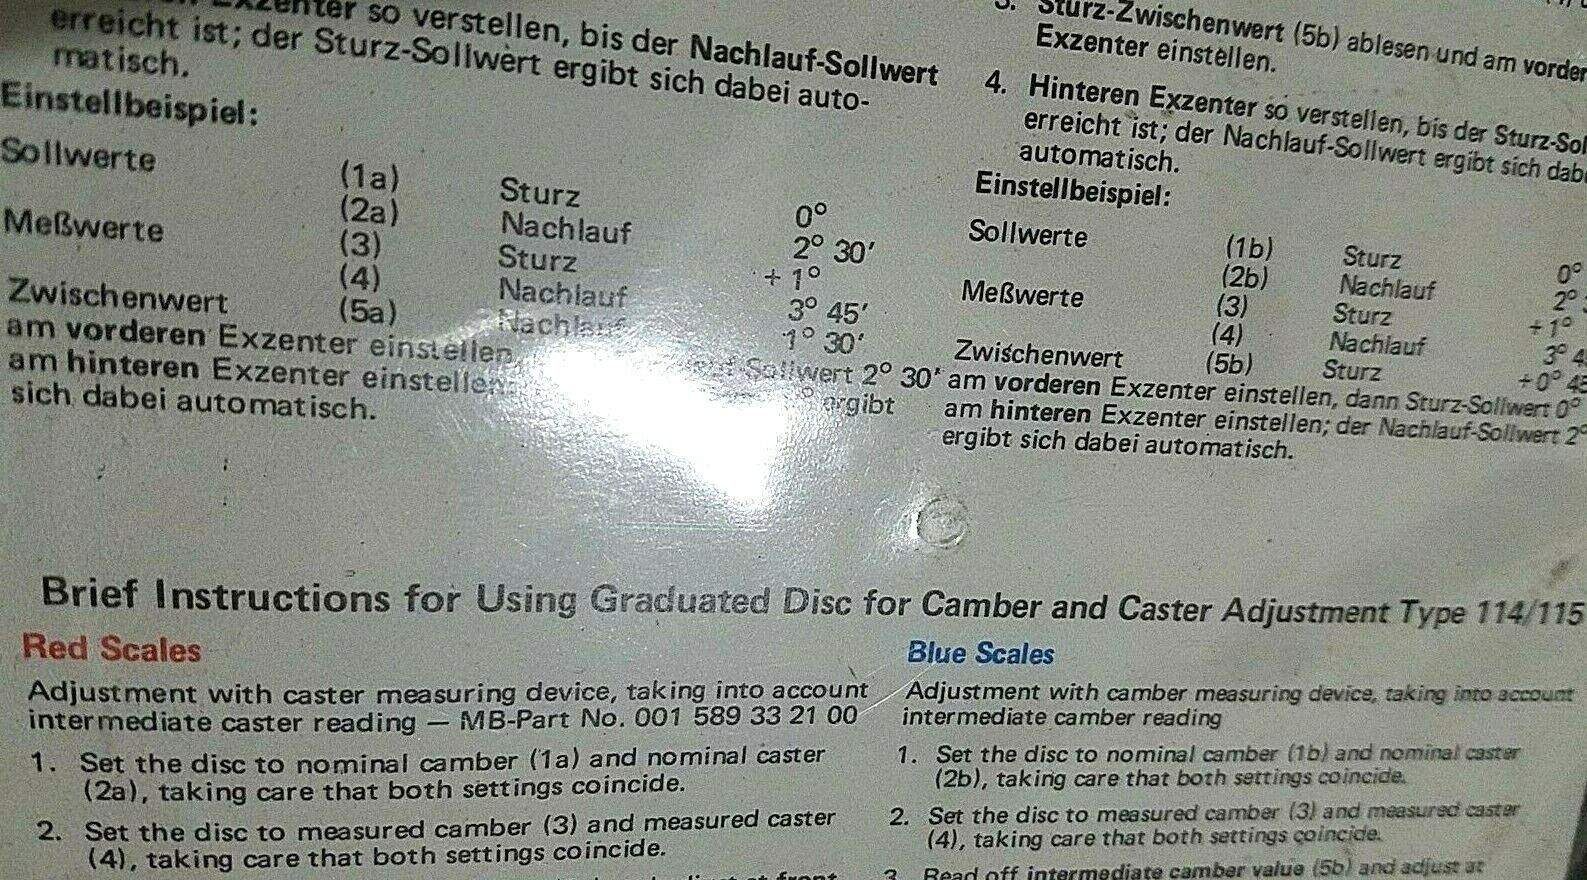 Exzenter so verstellen, bis der Nachlauf-Sollwert
erreicht ist; der Sturz-Sollwert ergibt sich dabei auto-
matisch.
Einstellbeispiel:
Sollwerte (1a) Sturz 0°
(2a) Nachlauf 2° 30′
Meßwerte (3) Sturz + 1°
(4) Nachlauf 3° 45′
Zwischenwert (5a) Nachlauf 1° 30′
am vorderen Exzenter einstellen,
Sollwert 2° 30′
am hinteren Exzenter einstellen;
ergibt
sich dabei automatisch.
3. Sturz-Zwischenwert (5b) ablesen und am vorder
Exzenter einstellen.
4. Hinteren Exzenter so verstellen, bis der Sturz-Sol
erreicht ist; der Nachlauf-Sollwert ergibt sich dab
automatisch.
Einstellbeispiel:
Sollwerte (1b) Sturz 0°
(2b) Nachlauf 2°
Meßwerte (3) Sturz +1°
(4) Nachlauf 3° 4
Zwischenwert (5b) Sturz +0° 45
am vorderen Exzenter einstellen, dann Sturz-Sollwert 0°
am hinteren Exzenter einstellen; der Nachlauf-Sollwert 2°
ergibt sich dabei automatisch.
Brief Instructions for Using Graduated Disc for Camber and Caster Adjustment Type 114/115
Red Scales
Adjustment with caster measuring device, taking into account
intermediate caster reading — MB-Part No. 001 589 33 21 00
1. Set the disc to nominal camber (1a) and nominal caster
(2a), taking care that both settings coincide.
2. Set the disc to measured camber (3) and measured caster
(4), taking care that both settings coincide.
at front
Blue Scales
Adjustment with camber measuring device, taking into account
intermediate camber reading
1. Set the disc to nominal camber (1b) and nominal caster
(2b), taking care that both settings coincide.
2. Set the disc to measured camber (3) and measured caster
(4), taking care that both settings coincide.
3. Read off intermediate camber value (5b) and adjust at